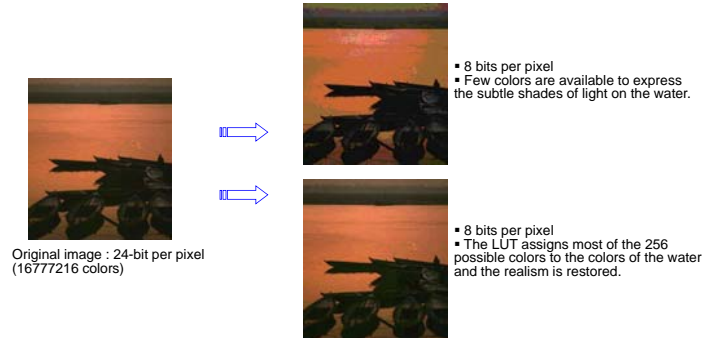 ▪ 8 bits per pixel
▪ Few colors are available to express
the subtle shades of light on the water.
Original image : 24-bit per pixel
(16777216 colors)
▪ 8 bits per pixel
▪ The LUT assigns most of the 256
possible colors to the colors of the water
and the realism is restored.